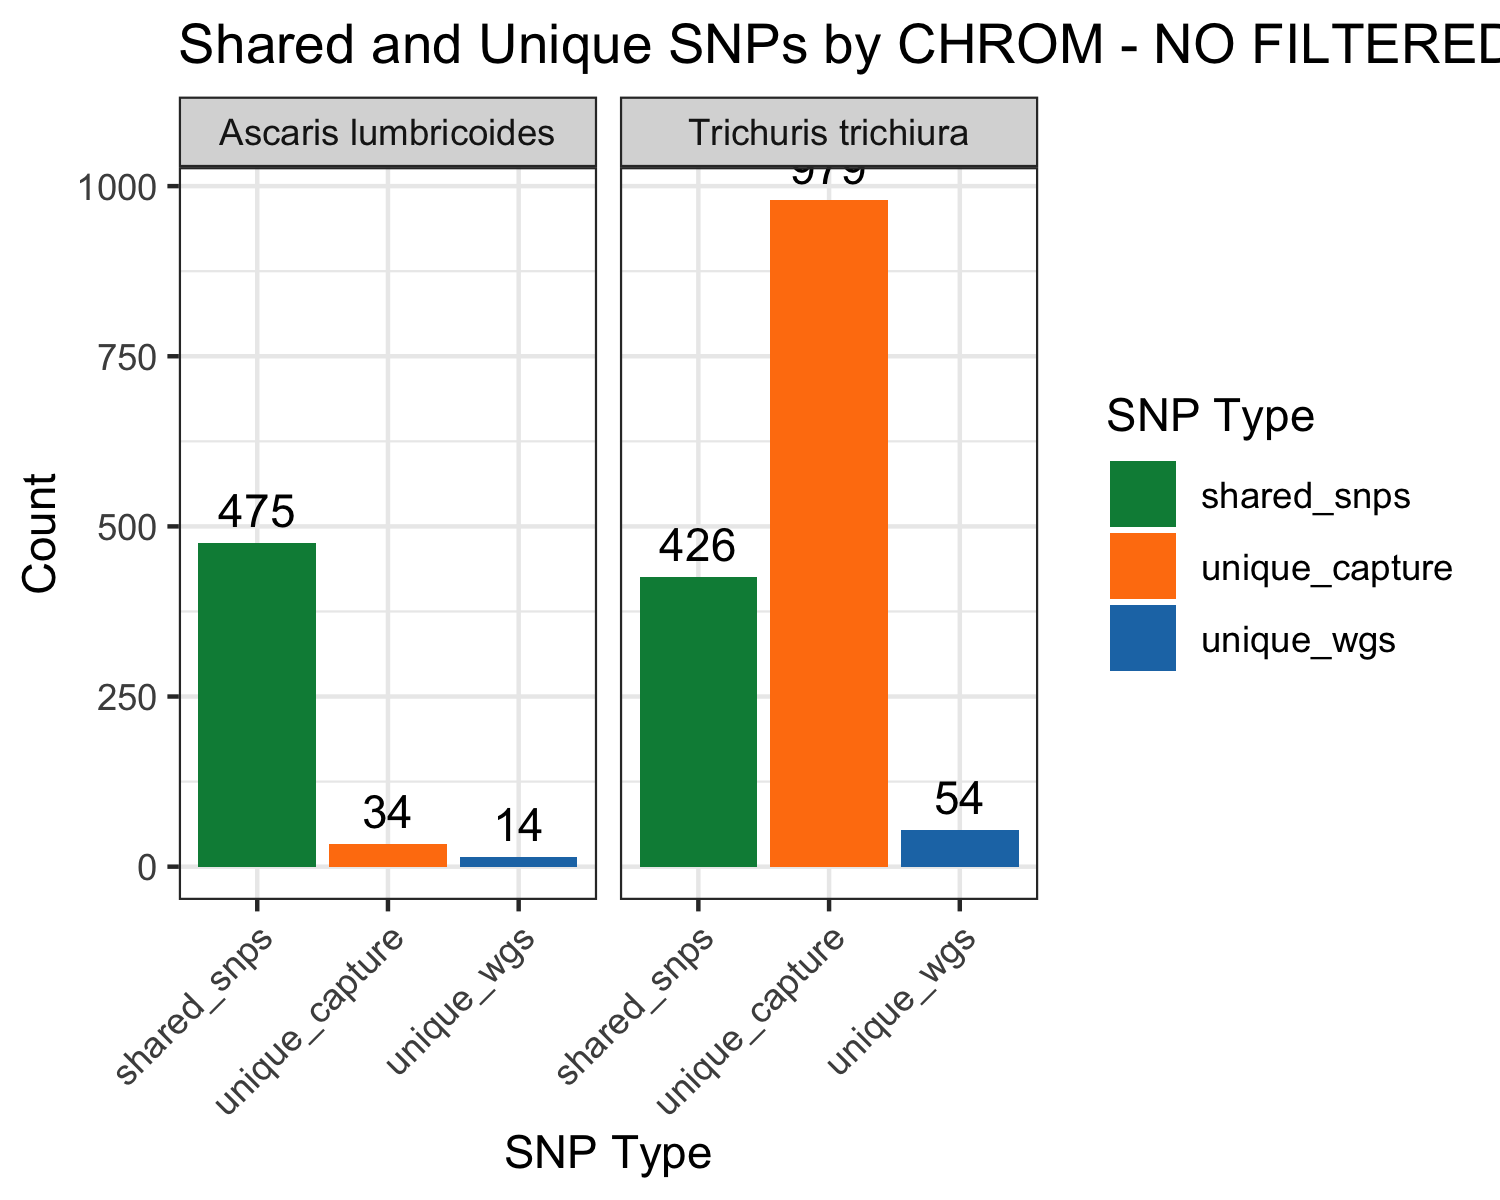 Shared and Unique SNPs by CHROM - NO FILTERED
Ascaris lumbricoides
Trichuris trichiura
Count
1000
750
500
250
0
475
34
14
426
979
54
shared_snps
unique_capture
unique_wgs
shared_snps
unique_capture
unique_wgs
SNP Type
SNP Type
shared_snps
unique_capture
unique_wgs